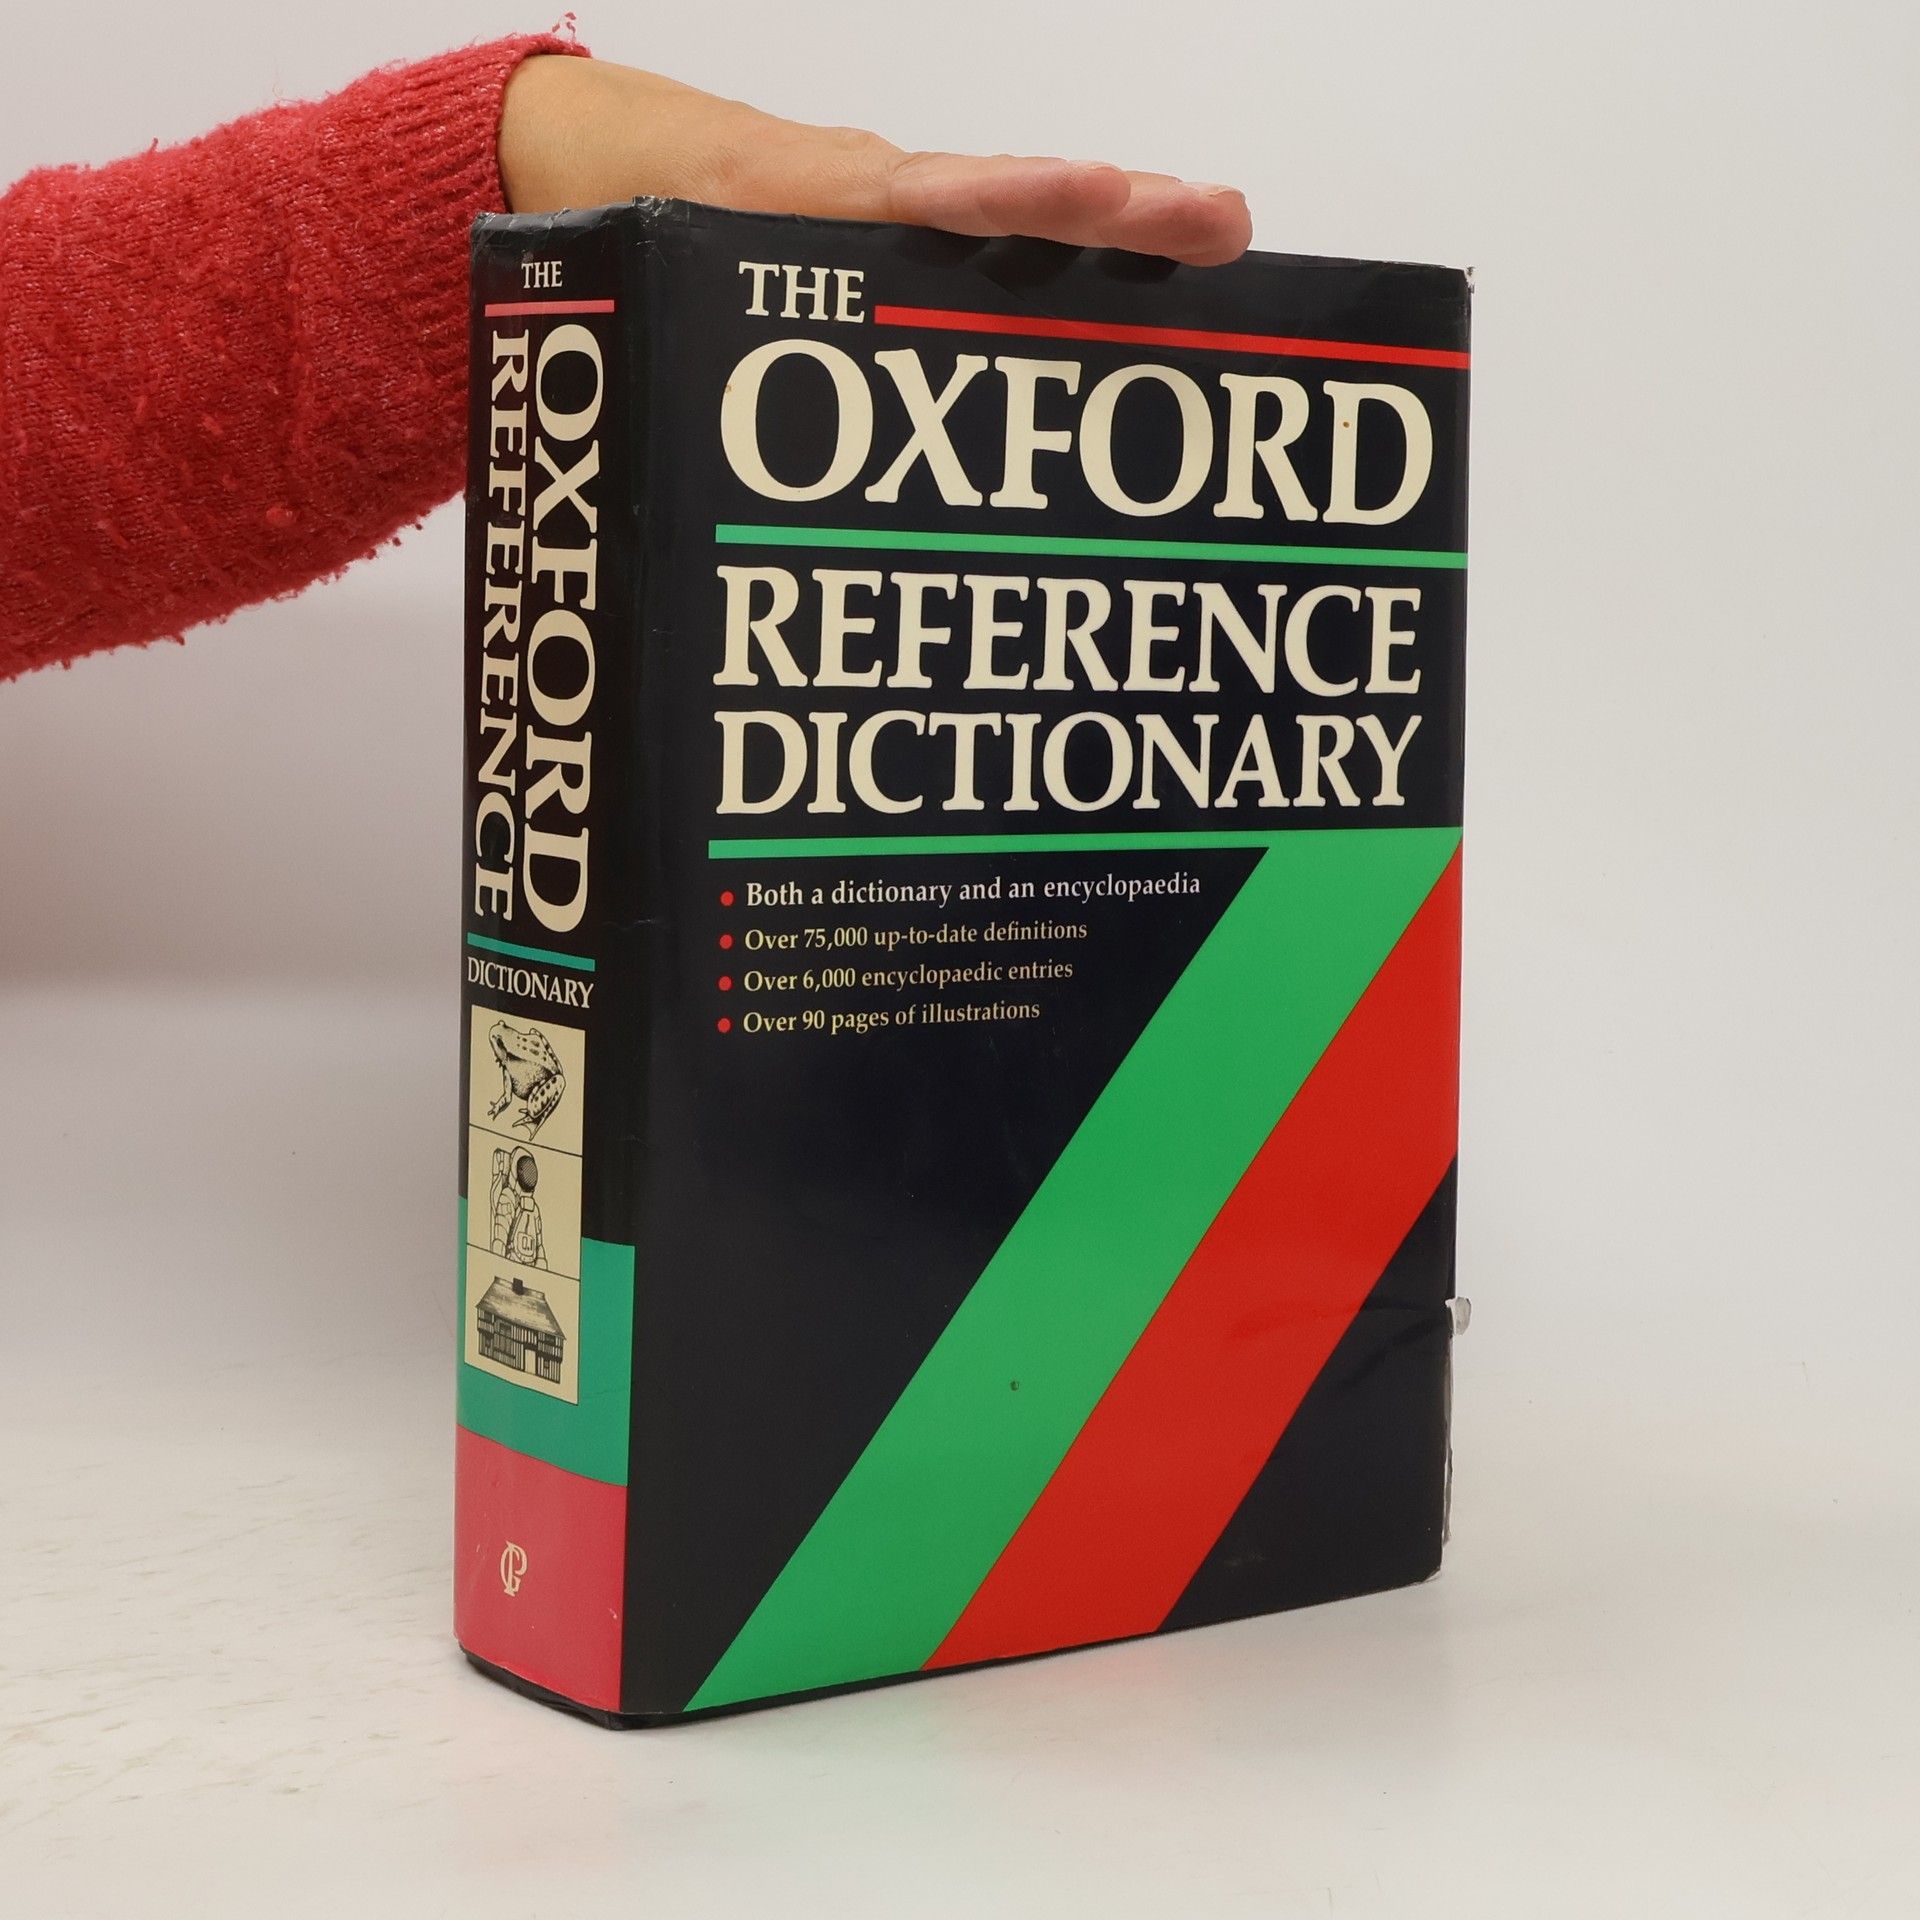 THE
OXFORD
REFERENCE
DICTIONARY
THE
OXFORD
REFERENCE
DICTIONARY
• Both a dictionary and an encyclopaedia
• Over 75,000 up-to-date definitions
• Over 6,000 encyclopaedic entries
• Over 90 pages of illustrations